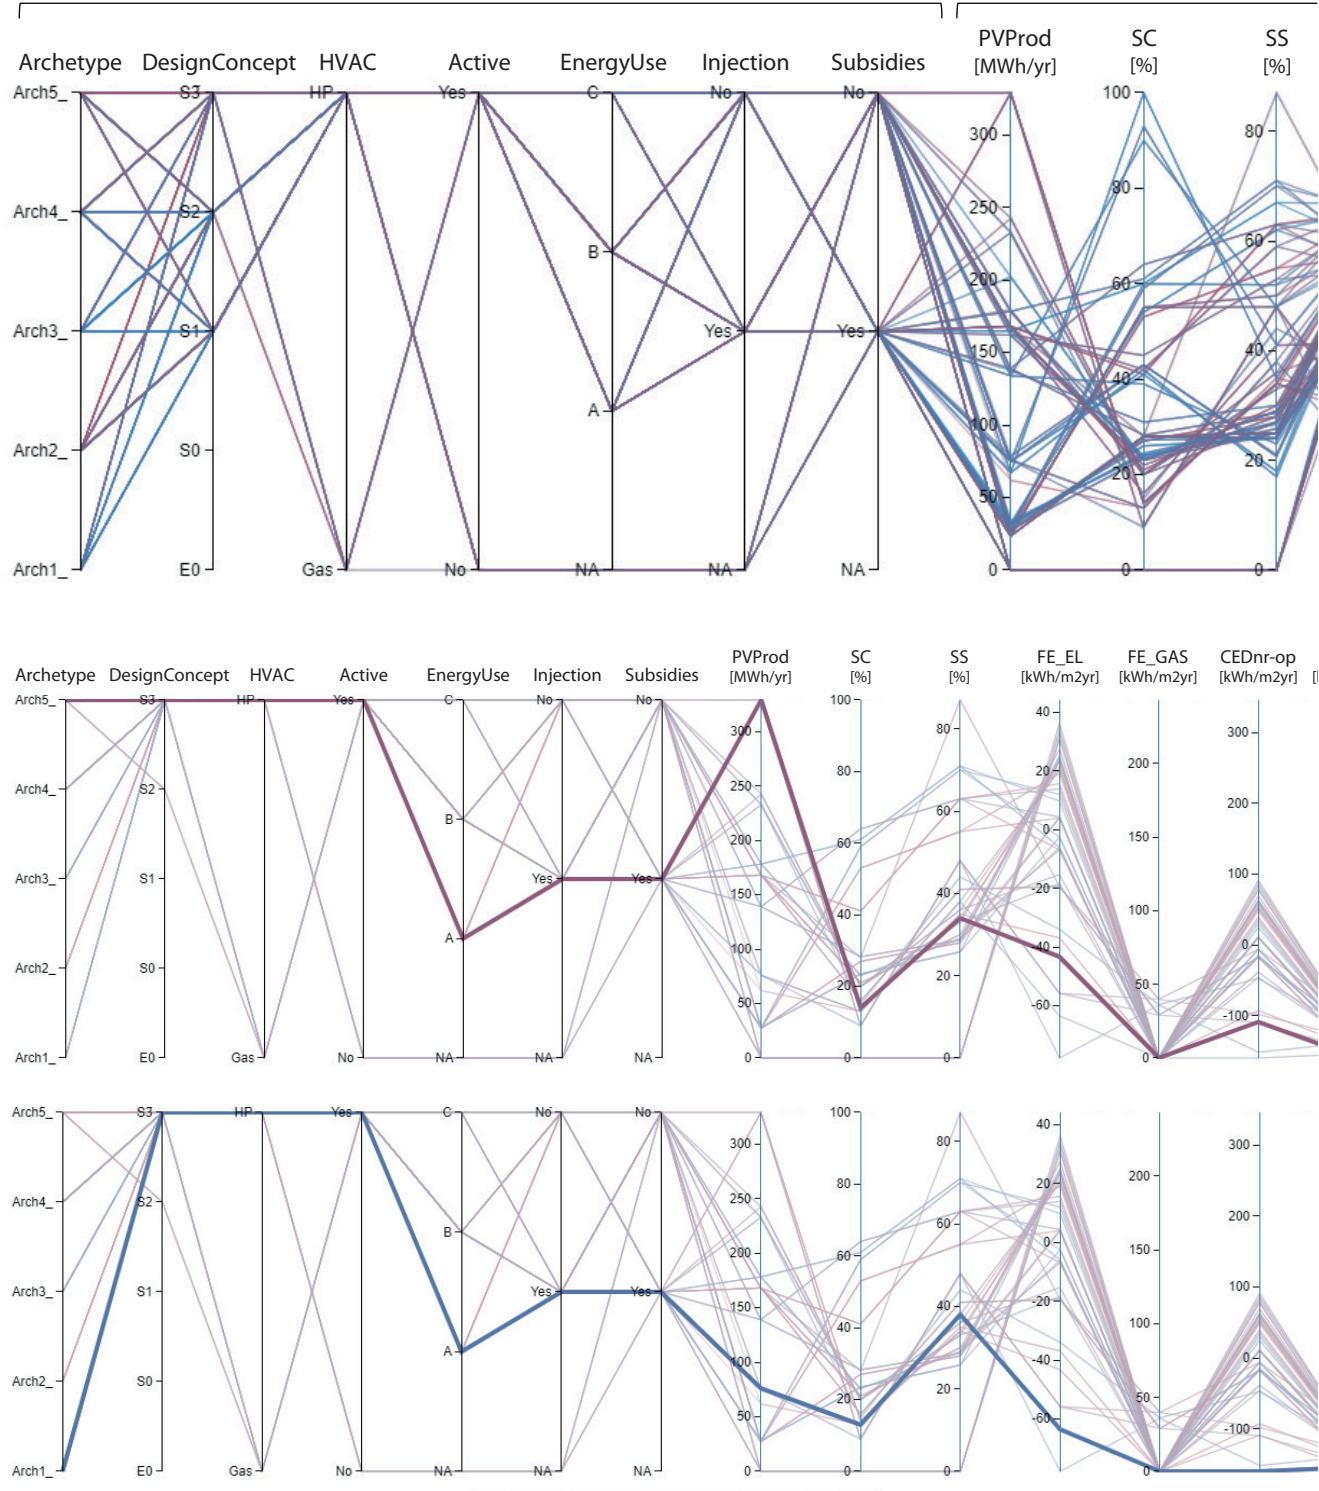 PVProd SC SS
Archetype DesignConcept HVAC Active EnergyUse Injection Subsidies [MWh/yr] [%] [%]
Arch5_ S3 HP Yes C No No 100
300 80
80
250
Arch4_ S2 60
B 200 60
Arch3_ S1 Yes Yes
150 40
40
A 100
Arch2_ S0 20
20
50
Arch1_ E0 Gas No NA NA NA 0 0 0
PVProd SC SS FE_EL FE_GAS CEDnr-op
Archetype DesignConcept HVAC Active EnergyUse Injection Subsidies [MWh/yr] [%] [%] [kWh/m2yr] [kWh/m2yr] [kWh/m2yr] [
Arch5_ S3 HP Yes C No No 100
40
300 80 300
80 20 200
250
Arch4_ S2 200
B 200 60 60 0 150
Arch3_ S1 Yes Yes 100
150 40 40 -20 100
A 100 -40 0
Arch2_ S0 20 20
50 -60 50 -100
Arch1_ E0 Gas No NA NA NA 0 0 0 0
Arch5_ S3 HP Yes C No No 100
40
300 80 300
80 20 200
250
Arch4_ S2 200
B 200 60 60 0 150
Arch3_ S1 Yes Yes 100
150 40 40 -20 100
A 100 -40 0
Arch2_ S0 20 20
50 -60 50 -100
Arch1_ E0 Gas No NA NA NA 0 0 0 0